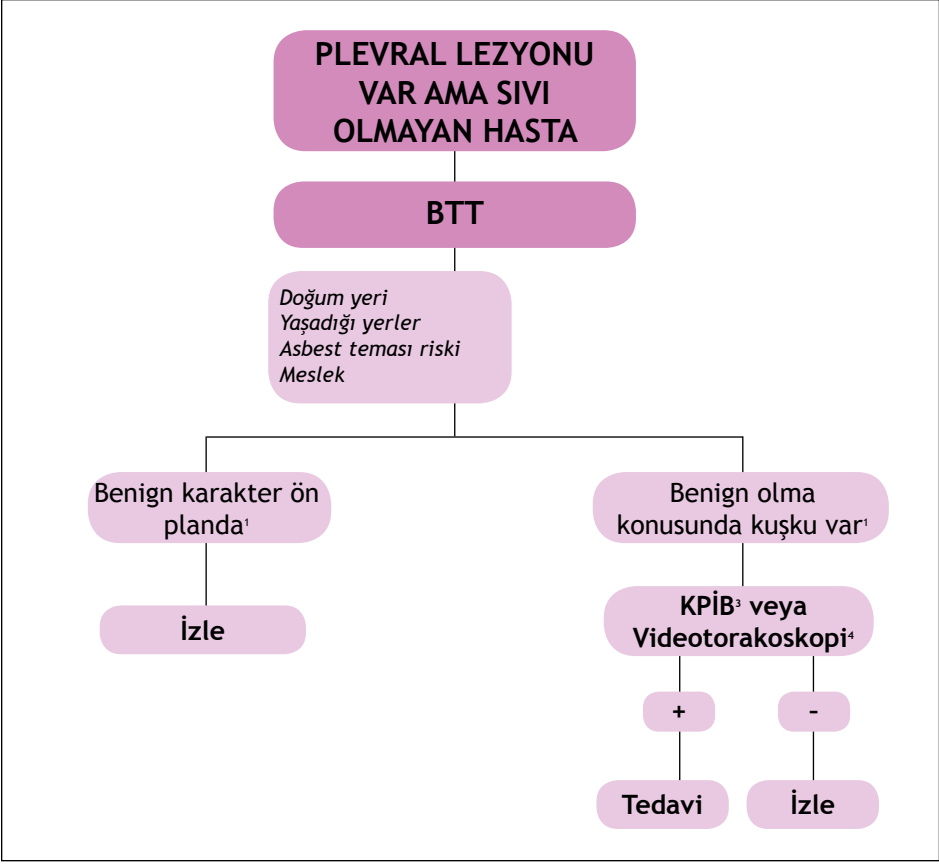 PLEVRAL LEZYONU
VAR AMA SIVI
OLMAYAN HASTA
BTT
Doğum yeri
Yaşadığı yerler
Asbest teması riski
Meslek
Benign karakter ön
planda¹
Benign olma
konusunda kuşku var¹
İzle
KPİB³ veya
Videotorakoskopi⁴
+
-
Tedavi
İzle